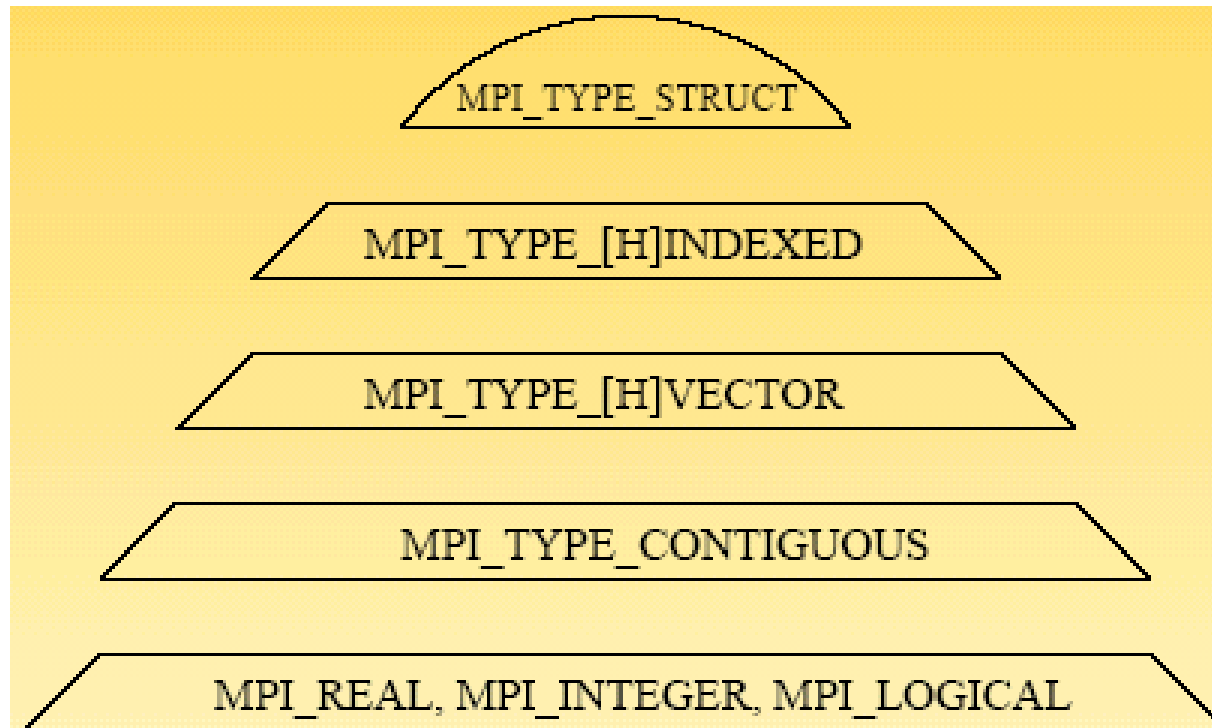 MPI_TYPE_STRUCT
MPI_TYPE_[H]INDEXED
MPI_TYPE_[H]VECTOR
MPI_TYPE_CONTIGUOUS
MPI_REAL, MPI_INTEGER, MPI_LOGICAL